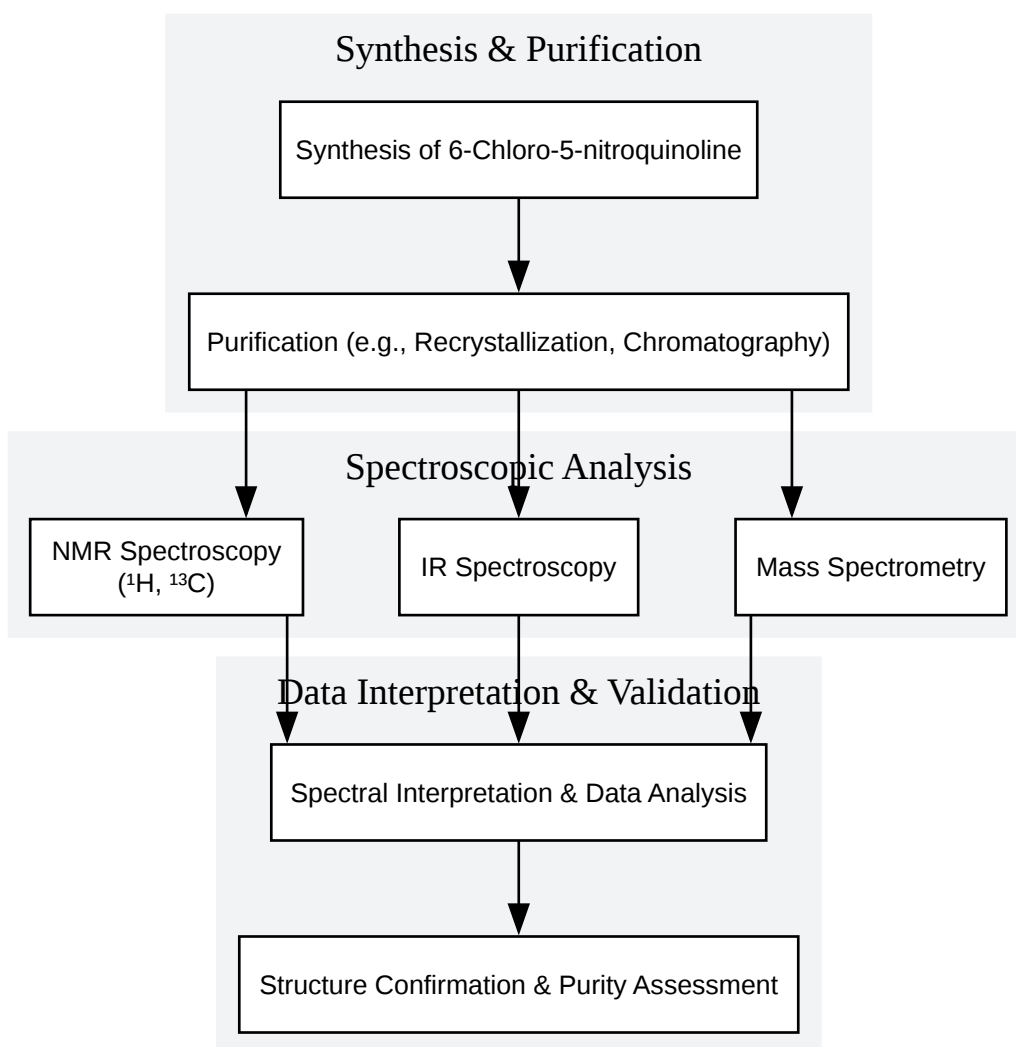 Synthesis & Purification
Synthesis of 6-Chloro-5-nitroquinoline
Purification (e.g., Recrystallization, Chromatography)
Spectroscopic Analysis
NMR Spectroscopy
(¹H, ¹³C)
IR Spectroscopy
Mass Spectrometry
Data Interpretation & Validation
Spectral Interpretation & Data Analysis
Structure Confirmation & Purity Assessment